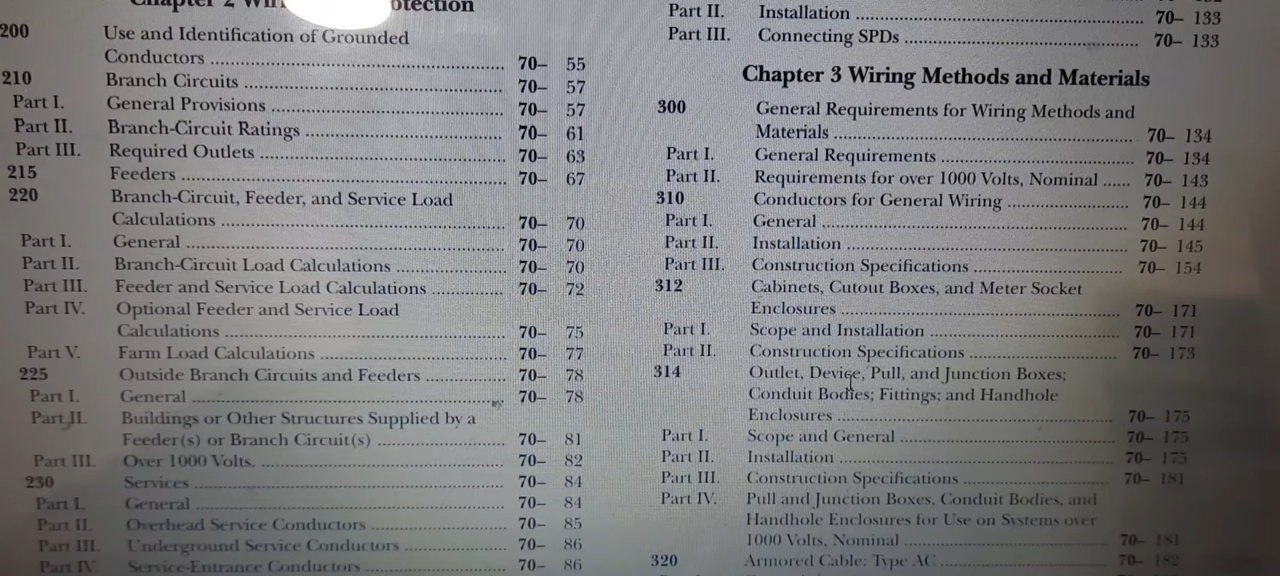 Chapter 2 otection
200 Use and Identification of Grounded
Conductors ........ 70– 55
210 Branch Circuits ........ 70– 57
Part I. General Provisions ........ 70– 57
Part II. Branch-Circuit Ratings ........ 70– 61
Part III. Required Outlets ........ 70– 63
215 Feeders ........ 70– 67
220 Branch-Circuit, Feeder, and Service Load
Calculations ........ 70– 70
Part I. General ........ 70– 70
Part II. Branch-Circuit Load Calculations ........ 70– 70
Part III. Feeder and Service Load Calculations ........ 70– 72
Part IV. Optional Feeder and Service Load
Calculations ........ 70– 75
Part V. Farm Load Calculations ........ 70– 77
225 Outside Branch Circuits and Feeders ........ 70– 78
Part I. General ........ 70– 78
Part II. Buildings or Other Structures Supplied by a
Feeder(s) or Branch Circuit(s) ........ 70– 81
Part III. Over 1000 Volts. ........ 70– 82
230 Services ........ 70– 84
Part I. General ........ 70– 84
Part II. Overhead Service Conductors ........ 70– 85
Part III. Underground Service Conductors ........ 70– 86
Part IV. Service-Entrance Conductors ........ 70– 86
Part II. Installation ........ 70– 133
Part III. Connecting SPDs ........ 70– 133
Chapter 3 Wiring Methods and Materials
300 General Requirements for Wiring Methods and
Materials ........ 70– 134
Part I. General Requirements ........ 70– 134
Part II. Requirements for over 1000 Volts, Nominal ...... 70– 143
310 Conductors for General Wiring ........ 70– 144
Part I. General ........ 70– 144
Part II. Installation ........ 70– 145
Part III. Construction Specifications ........ 70– 154
312 Cabinets, Cutout Boxes, and Meter Socket
Enclosures ........ 70– 171
Part I. Scope and Installation ........ 70– 171
Part II. Construction Specifications ........ 70– 173
314 Outlet, Device, Pull, and Junction Boxes;
Conduit Bodies; Fittings; and Handhole
Enclosures ........ 70– 175
Part I. Scope and General ........ 70– 175
Part II. Installation ........ 70– 175
Part III. Construction Specifications ........ 70– 181
Part IV. Pull and Junction Boxes, Conduit Bodies, and
Handhole Enclosures for Use on Systems over
1000 Volts, Nominal ........ 70– 181
320 Armored Cable: Type AC ........ 70– 182